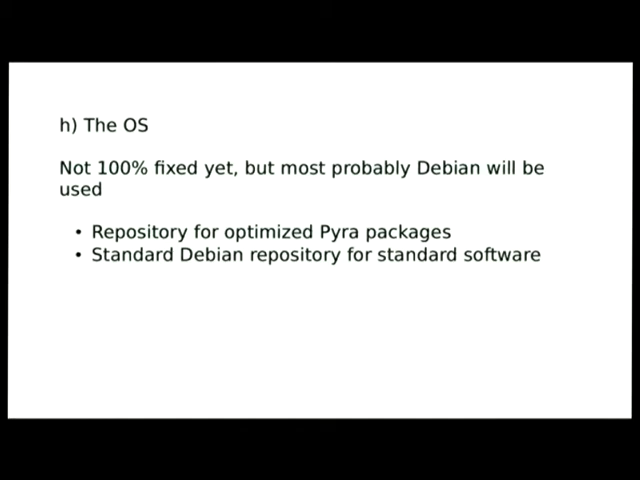 h) The OS
Not 100% fixed yet, but most probably Debian will be
used
• Repository for optimized Pyra packages
• Standard Debian repository for standard software